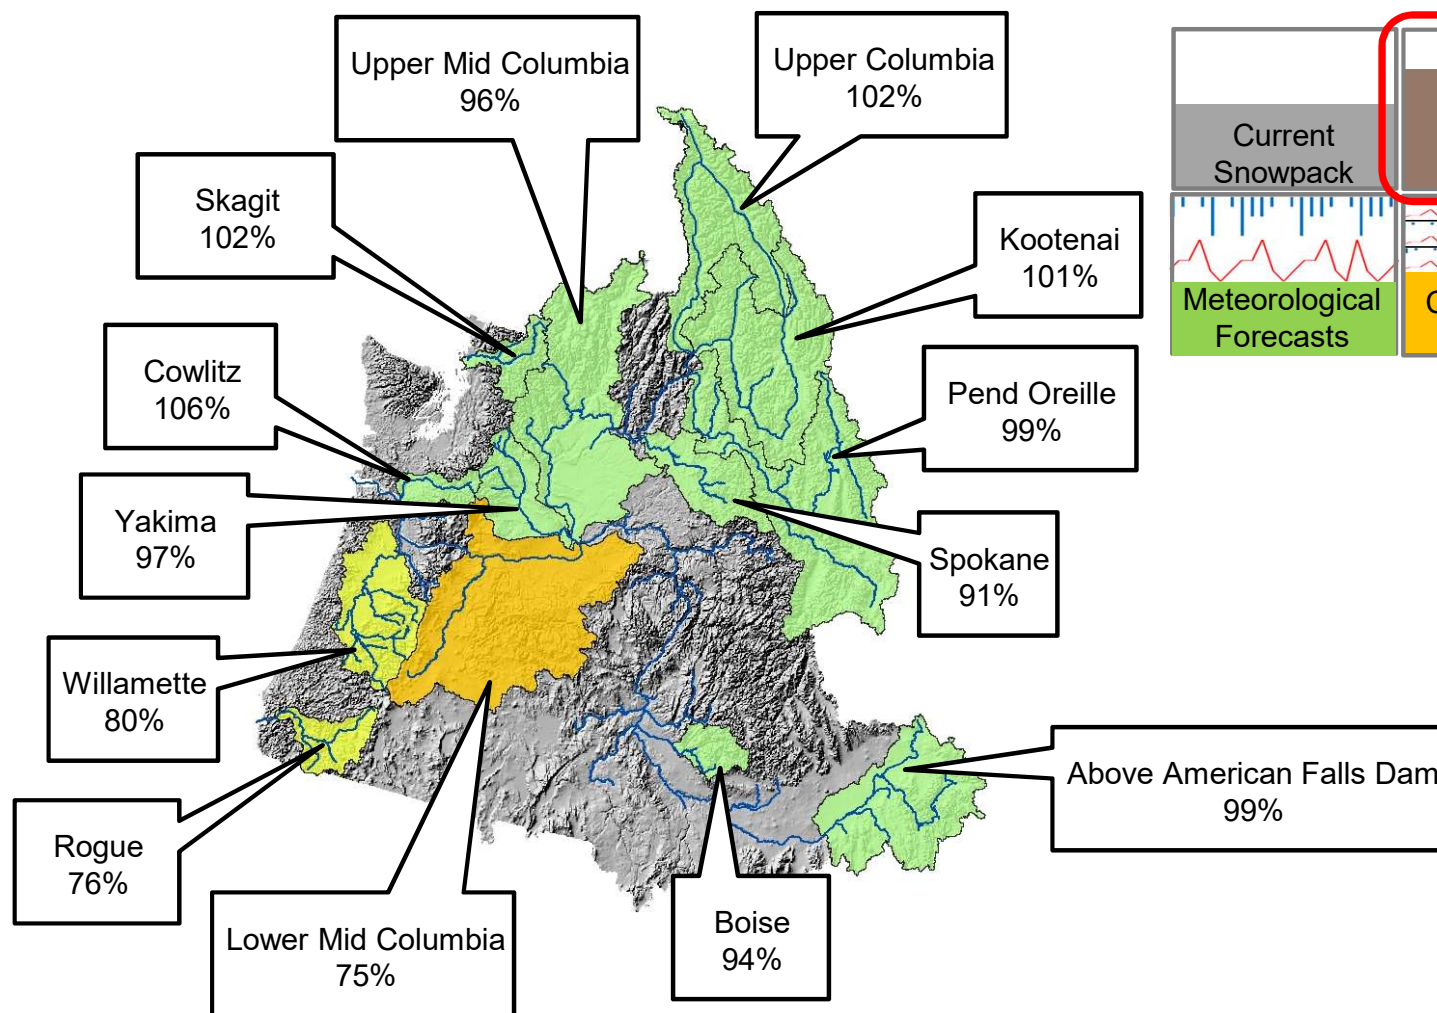 Upper Mid Columbia
96%
Upper Columbia
102%
Current
Snowpack
Skagit
102%
Kootenai
101%
Meteorological
Forecasts
Cowlitz
106%
Pend Oreille
99%
Yakima
97%
Spokane
91%
Willamette
80%
Above American Falls Dam
99%
Rogue
76%
Lower Mid Columbia
75%
Boise
94%